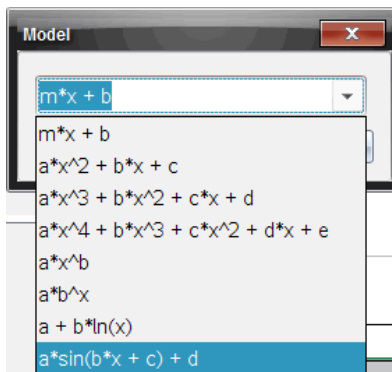 Model
m*x + b
m*x + b
a*x^2 + b*x + c
a*x^3 + b*x^2 + c*x + d
a*x^4 + b*x^3 + c*x^2 + d*x + e
a*x^b
a*b^x
a + b*ln(x)
a*sin(b*x + c) + d